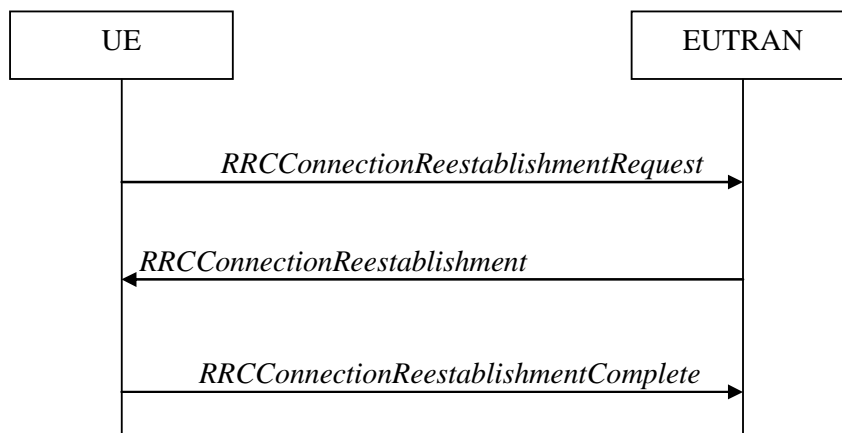 UE
EUTRAN
RRCConnectionReestablishmentRequest
RRCConnectionReestablishment
RRCConnectionReestablishmentComplete